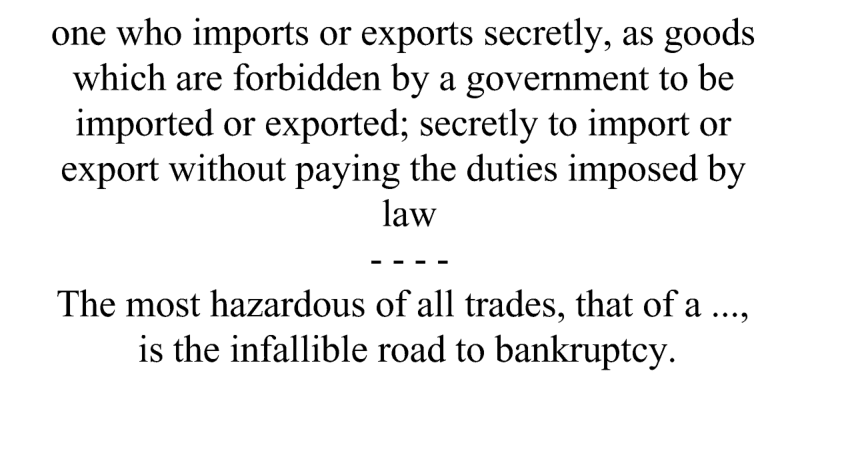 one who imports or exports secretly, as goods
which are forbidden by a government to be
imported or exported; secretly to import or
export without paying the duties imposed by
law
- - - -
The most hazardous of all trades, that of a ...,
is the infallible road to bankruptcy.